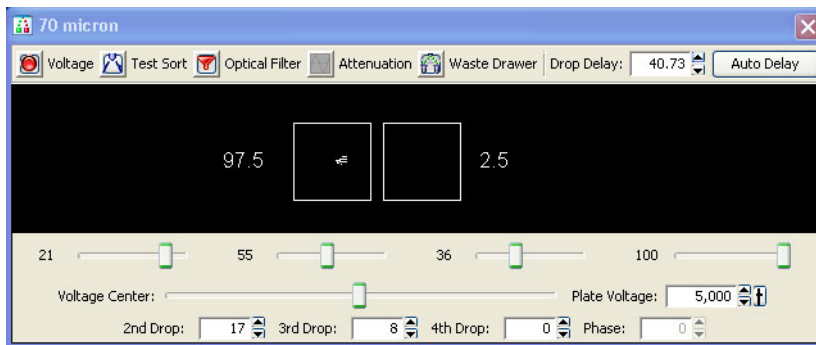 70 micron
Voltage Test Sort Optical Filter Attenuation Waste Drawer Drop Delay: 40.73 Auto Delay
97.5 2.5
21 55 36 100
Voltage Center: Plate Voltage: 5,000
2nd Drop: 17 3rd Drop: 8 4th Drop: 0 Phase: 0